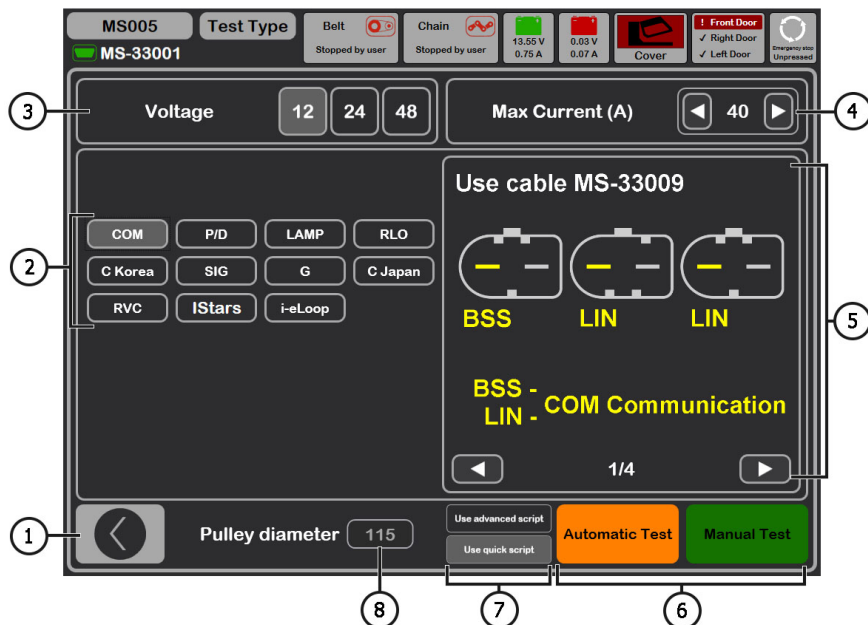 MS005
Test Type
MS-33001
Belt
Stopped by user
Chain
Stopped by user
13.55 V
0.75 A
0.03 V
0.07 A
Cover
! Front Door
✓ Right Door
✓ Left Door
Emergency stop
Unpressed
3
Voltage
12
24
48
Max Current (A)
40
4
2
COM
P/D
LAMP
RLO
C Korea
SIG
G
C Japan
RVC
IStars
i-eLoop
Use cable MS-33009
BSS
LIN
LIN
BSS -
LIN -
COM Communication
1/4
5
1
Pulley diameter
115
Use advanced script
Use quick script
Automatic Test
Manual Test
8
7
6